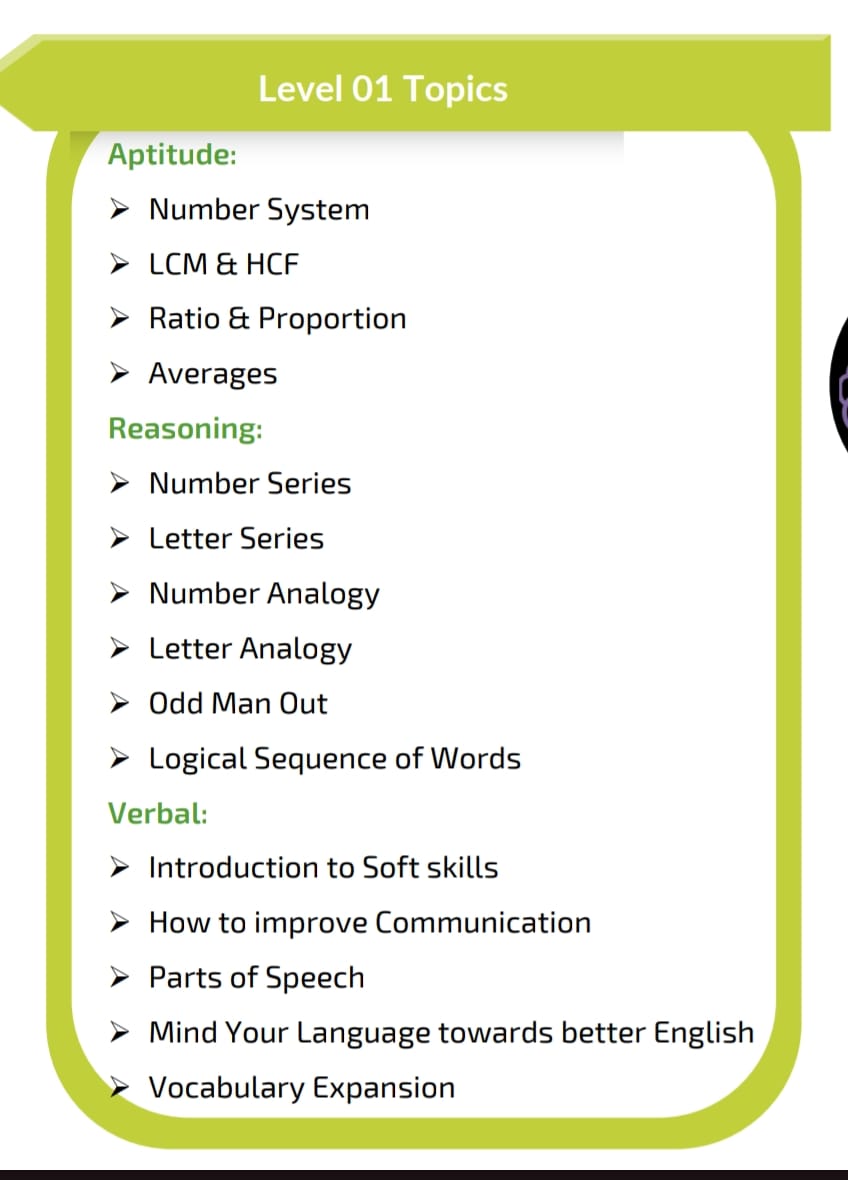 Level 01 Topics
Aptitude:
➢ Number System
➢ LCM & HCF
➢ Ratio & Proportion
➢ Averages
Reasoning:
➢ Number Series
➢ Letter Series
➢ Number Analogy
➢ Letter Analogy
➢ Odd Man Out
➢ Logical Sequence of Words
Verbal:
➢ Introduction to Soft skills
➢ How to improve Communication
➢ Parts of Speech
➢ Mind Your Language towards better English
➢ Vocabulary Expansion